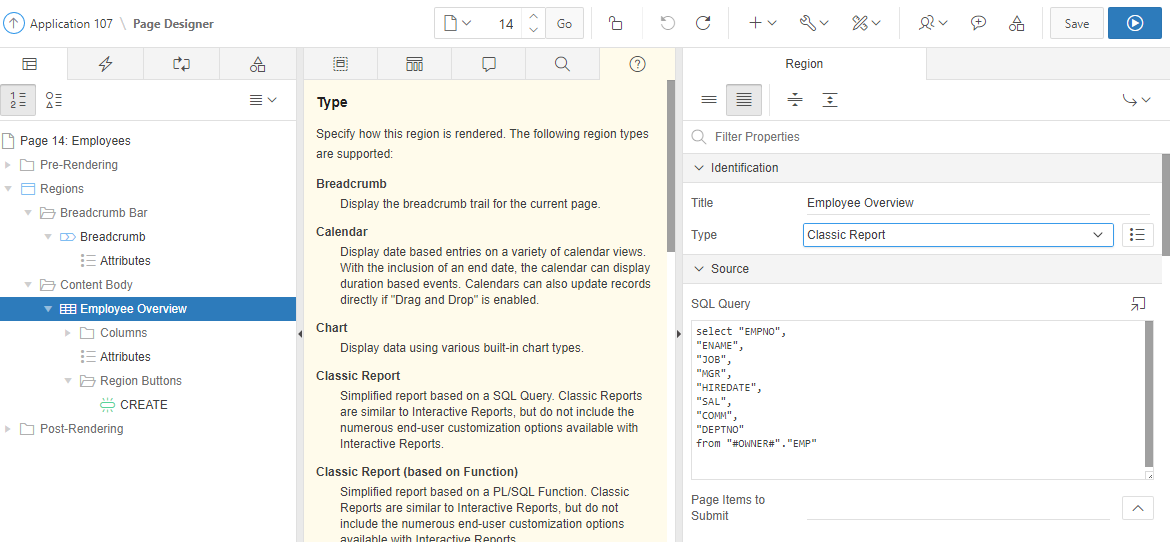 Application 107 \ Page Designer
14
Go
Save
Page 14: Employees
Pre-Rendering
Regions
Breadcrumb Bar
Breadcrumb
Attributes
Content Body
Employee Overview
Columns
Attributes
Region Buttons
CREATE
Post-Rendering
Type
Specify how this region is rendered. The following region types
are supported:
Breadcrumb
Display the breadcrumb trail for the current page.
Calendar
Display date based entries on a variety of calendar views.
With the inclusion of an end date, the calendar can display
duration based events. Calendars can also update records
directly if "Drag and Drop" is enabled.
Chart
Display data using various built-in chart types.
Classic Report
Simplified report based on a SQL Query. Classic Reports
are similar to Interactive Reports, but do not include the
numerous end-user customization options available with
Interactive Reports.
Classic Report (based on Function)
Simplified report based on a PL/SQL Function. Classic
Reports are similar to Interactive Reports, but do not
include the numerous end-user customization options
available with Interactive Reports.
Region
Filter Properties
Identification
Title Employee Overview
Type Classic Report
Source
SQL Query
select "EMPNO",
"ENAME",
"JOB",
"MGR",
"HIREDATE",
"SAL",
"COMM",
"DEPTNO"
from "#OWNER#"."EMP"
Page Items to
Submit